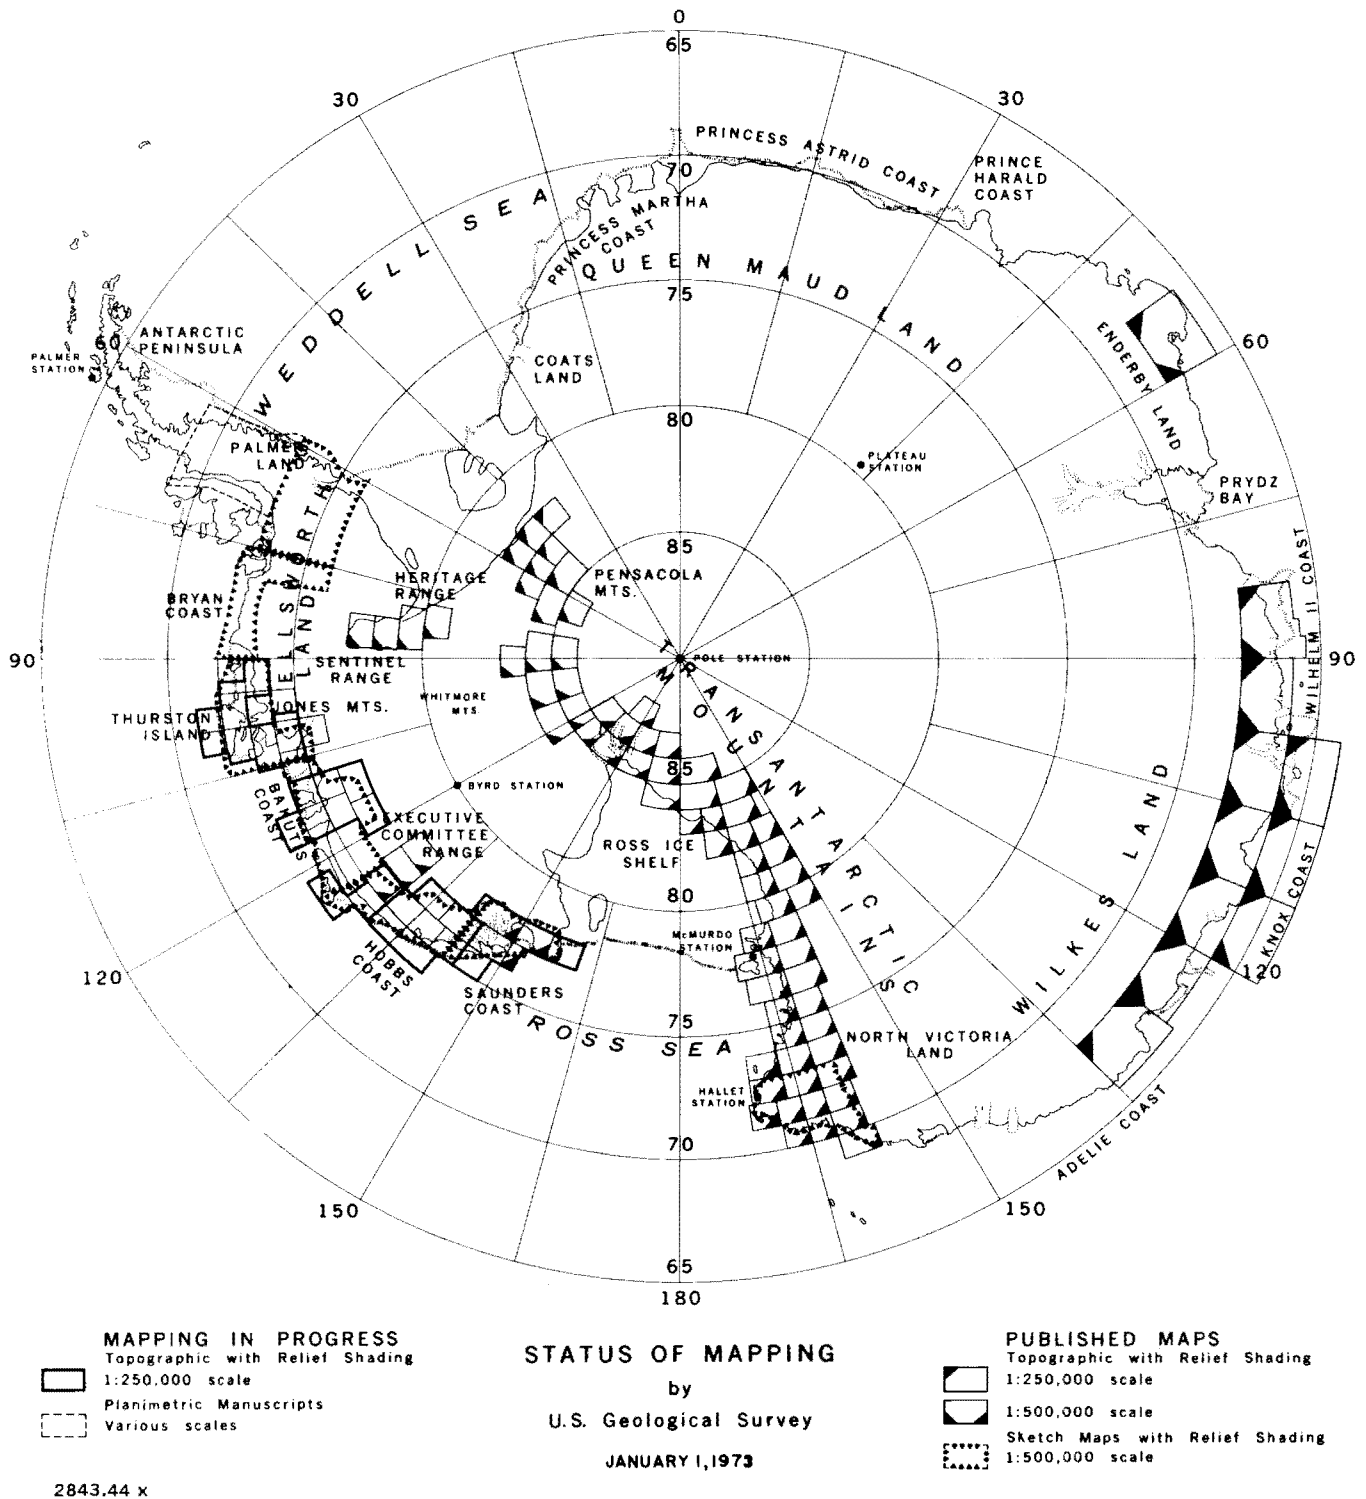 0
65
30
30
PRINCESS ASTRID COAST
PRINCE
HARALD
COAST
70
WEDDELL SEA
PRINCESS MARTHA
COAST
QUEEN MAUD LAND
75
ANTARCTIC
PENINSULA
60
PALMER
STATION
COATS
LAND
ENDERBY LAND
60
80
PALMER
LAND
PLATEAU
STATION
PRYDZ
BAY
85
HERITAGE
RANGE
PENSACOLA
MTS.
BRYAN
COAST
ELLSWORTH
LAND
WILHELM II COAST
90
SENTINEL
RANGE
POLE STATION
90
WHITMORE
MTS.
JONES MTS.
THURSTON
ISLAND
TRANSANTARCTIC
MOUNTAINS
85
BYRD STATION
BAKUTIS
COAST
EXECUTIVE
COMMITTEE
RANGE
ROSS ICE
SHELF
WILKES LAND
KNOX COAST
80
McMURDO
STATION
120
HOBBS
COAST
120
SAUNDERS
COAST
ROSS SEA
75
NORTH VICTORIA
LAND
HALLET
STATION
ADELIE COAST
70
150
150
65
180
MAPPING IN PROGRESS
Topographic with Relief Shading
1:250,000 scale
Planimetric Manuscripts
Various scales
STATUS OF MAPPING
by
U.S. Geological Survey
JANUARY 1, 1973
PUBLISHED MAPS
Topographic with Relief Shading
1:250,000 scale
1:500,000 scale
Sketch Maps with Relief Shading
1:500,000 scale
2843.44 x